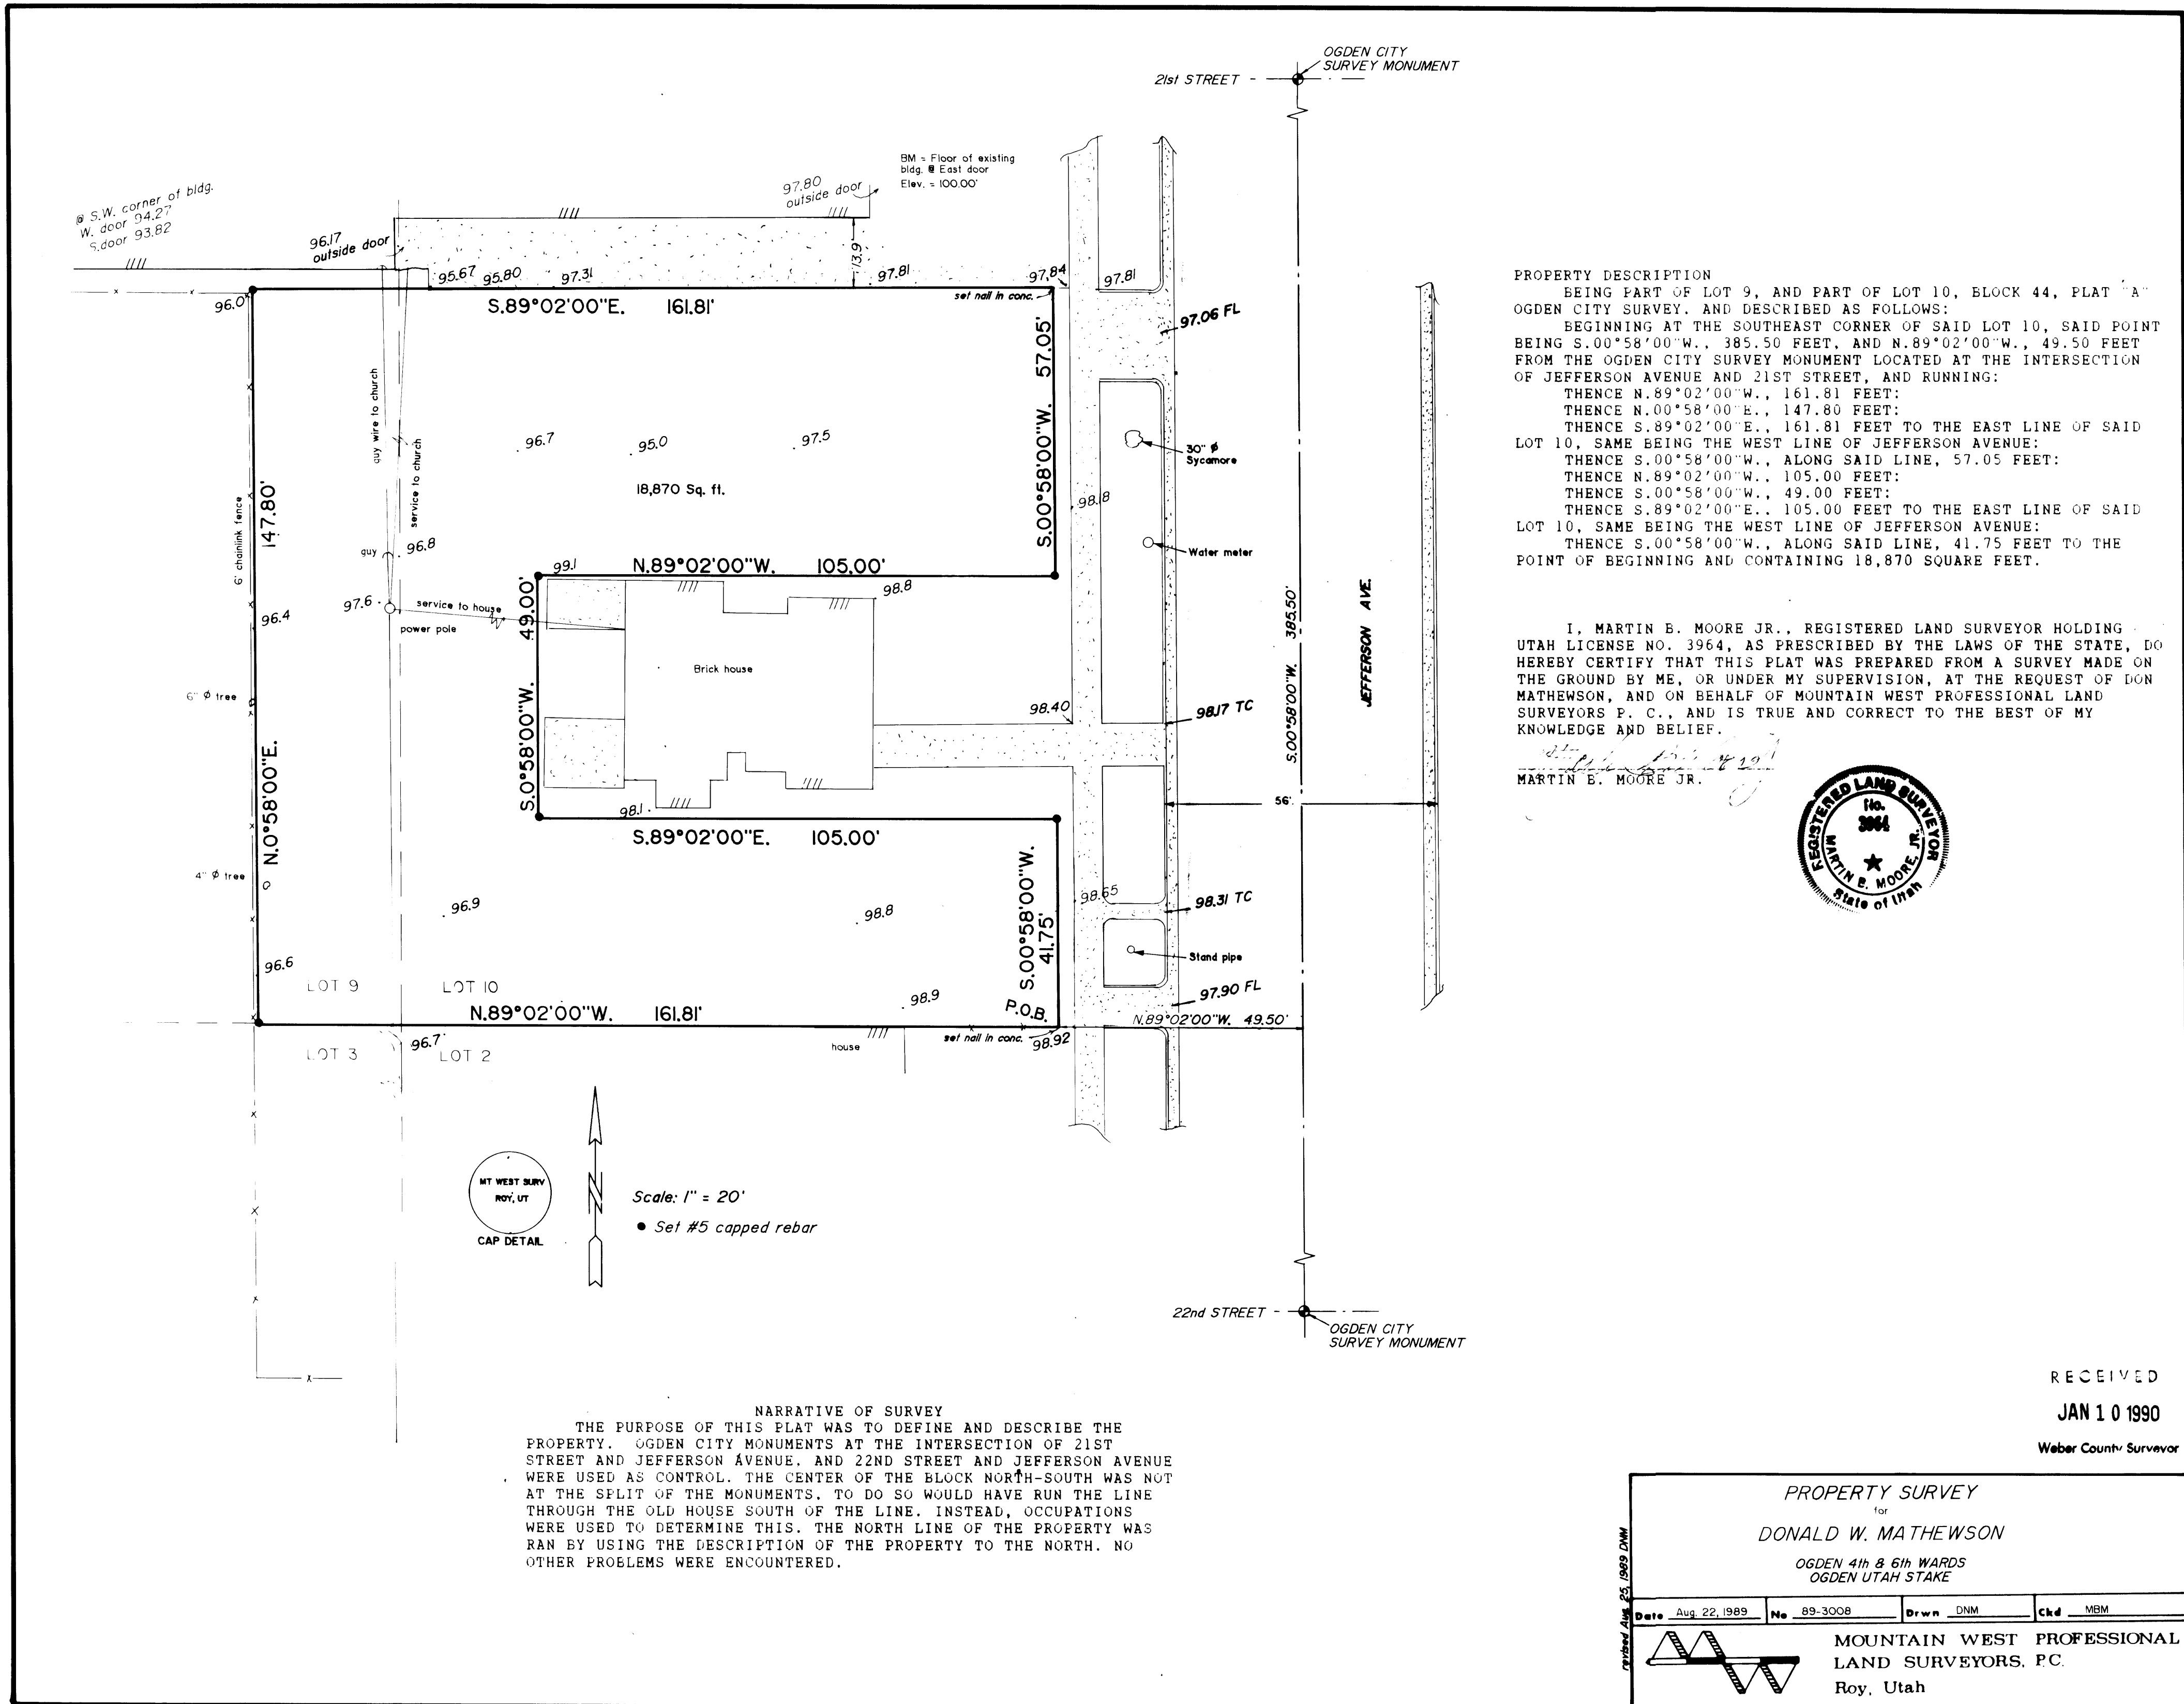 OGDEN CITY
SURVEY MONUMENT
21st STREET
BM = Floor of existing
bldg. @ East door
Elev. = 100.00'
97.80
outside door
@ S.W. corner of bldg.
W. door 94.27
S. door 93.82
96.17
outside door
13.9'
95.67 95.80 97.31 97.81 97.84 97.81
96.0
S.89°02'00"E. 161.81'
set nail in conc.
97.06 FL
S.00°58'00"W. 57.05'
guy wire to church
service to church
96.7 95.0 97.5
30" Ø
Sycamore
18,870 Sq. ft.
98.18
6' chainlink fence
147.80'
N.0°58'00"E.
Water meter
guy
96.8
99.1
N.89°02'00"W. 105.00'
98.8
97.6
service to house
power pole
96.4
49.00'
S.0°58'00"W.
Brick house
6" Ø tree
98.40
98.17 TC
S.00°58'00"W. 385.50'
JEFFERSON AVE.
56'
98.1
S.89°02'00"E. 105.00'
4" Ø tree
96.9
98.8
98.65
98.31 TC
S.00°58'00"W.
41.75'
Stand pipe
96.6
LOT 9 LOT 10
98.9
P.O.B.
97.90 FL
N.89°02'00"W. 161.81'
N.89°02'00"W. 49.50'
set nail in conc.
98.92
96.7
LOT 3 LOT 2
house
MT WEST SURV
ROY, UT
CAP DETAIL
N
Scale: 1" = 20'
Set #5 capped rebar
22nd STREET
OGDEN CITY
SURVEY MONUMENT
PROPERTY DESCRIPTION
BEING PART OF LOT 9, AND PART OF LOT 10, BLOCK 44, PLAT "A"
OGDEN CITY SURVEY. AND DESCRIBED AS FOLLOWS:
BEGINNING AT THE SOUTHEAST CORNER OF SAID LOT 10, SAID POINT
BEING S.00°58'00"W., 385.50 FEET, AND N.89°02'00"W., 49.50 FEET
FROM THE OGDEN CITY SURVEY MONUMENT LOCATED AT THE INTERSECTION
OF JEFFERSON AVENUE AND 21ST STREET, AND RUNNING:
THENCE N.89°02'00"W., 161.81 FEET:
THENCE N.00°58'00"E., 147.80 FEET:
THENCE S.89°02'00"E., 161.81 FEET TO THE EAST LINE OF SAID
LOT 10, SAME BEING THE WEST LINE OF JEFFERSON AVENUE:
THENCE S.00°58'00"W., ALONG SAID LINE, 57.05 FEET:
THENCE N.89°02'00"W., 105.00 FEET:
THENCE S.00°58'00"W., 49.00 FEET:
THENCE S.89°02'00"E.. 105.00 FEET TO THE EAST LINE OF SAID
LOT 10, SAME BEING THE WEST LINE OF JEFFERSON AVENUE:
THENCE S.00°58'00"W., ALONG SAID LINE, 41.75 FEET TO THE
POINT OF BEGINNING AND CONTAINING 18,870 SQUARE FEET.
I, MARTIN B. MOORE JR., REGISTERED LAND SURVEYOR HOLDING
UTAH LICENSE NO. 3964, AS PRESCRIBED BY THE LAWS OF THE STATE, DO
HEREBY CERTIFY THAT THIS PLAT WAS PREPARED FROM A SURVEY MADE ON
THE GROUND BY ME, OR UNDER MY SUPERVISION, AT THE REQUEST OF DON
MATHEWSON, AND ON BEHALF OF MOUNTAIN WEST PROFESSIONAL LAND
SURVEYORS P. C., AND IS TRUE AND CORRECT TO THE BEST OF MY
KNOWLEDGE AND BELIEF.
MARTIN B. MOORE JR.
REGISTERED LAND SURVEYOR
No.
3964
MARTIN B. MOORE, JR.
State of Utah
NARRATIVE OF SURVEY
THE PURPOSE OF THIS PLAT WAS TO DEFINE AND DESCRIBE THE
PROPERTY. OGDEN CITY MONUMENTS AT THE INTERSECTION OF 21ST
STREET AND JEFFERSON AVENUE. AND 22ND STREET AND JEFFERSON AVENUE
WERE USED AS CONTROL. THE CENTER OF THE BLOCK NORTH-SOUTH WAS NOT
AT THE SPLIT OF THE MONUMENTS. TO DO SO WOULD HAVE RUN THE LINE
THROUGH THE OLD HOUSE SOUTH OF THE LINE. INSTEAD, OCCUPATIONS
WERE USED TO DETERMINE THIS. THE NORTH LINE OF THE PROPERTY WAS
RAN BY USING THE DESCRIPTION OF THE PROPERTY TO THE NORTH. NO
OTHER PROBLEMS WERE ENCOUNTERED.
RECEIVED
JAN 10 1990
Weber County Surveyor
PROPERTY SURVEY
for
DONALD W. MATHEWSON
OGDEN 4th & 6th WARDS
OGDEN UTAH STAKE
revised Aug. 25, 1989 DNM
Date Aug. 22, 1989 No 89-3008 Drwn DNM Ckd MBM
MOUNTAIN WEST PROFESSIONAL
LAND SURVEYORS, P.C.
Roy, Utah